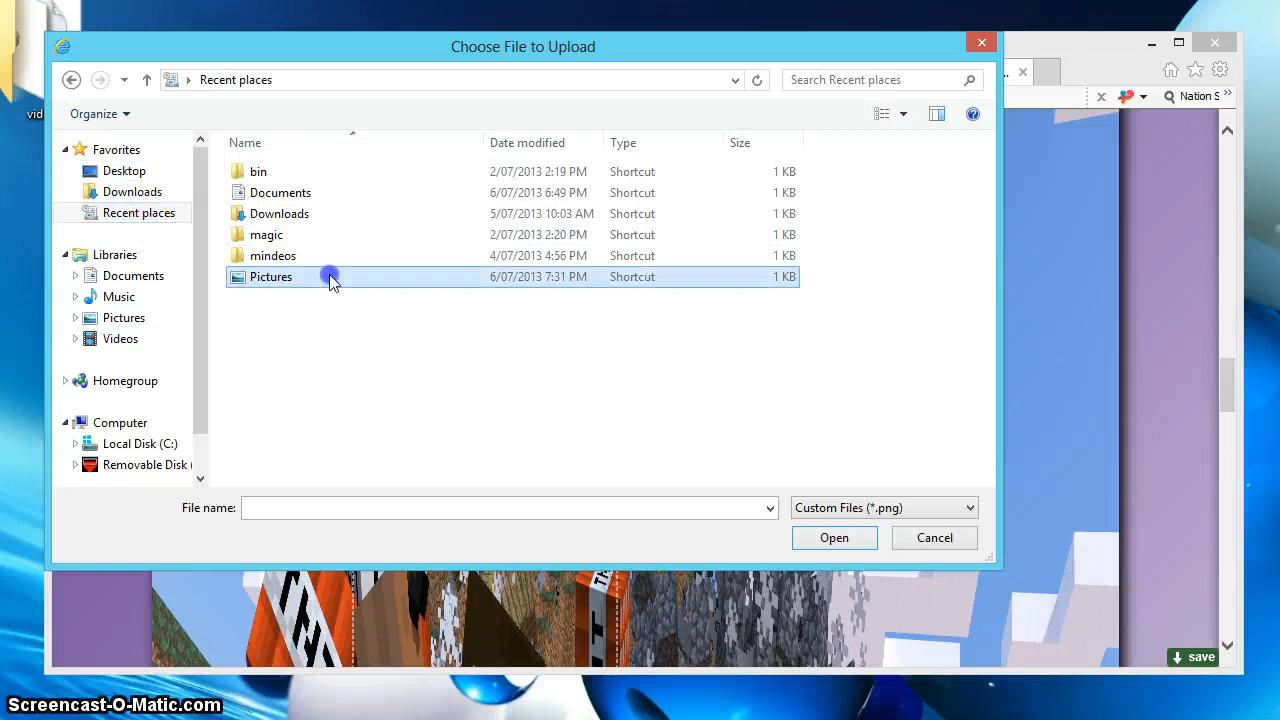 vid
Choose File to Upload
Recent places
Search Recent places
Organize
Nation S
Name Date modified Type Size
Favorites
Desktop
Downloads
Recent places
Libraries
Documents
Music
Pictures
Videos
Homegroup
Computer
Local Disk (C:)
Removable Disk (
bin 2/07/2013 2:19 PM Shortcut 1 KB
Documents 6/07/2013 6:49 PM Shortcut 1 KB
Downloads 5/07/2013 10:03 AM Shortcut 1 KB
magic 2/07/2013 2:20 PM Shortcut 1 KB
mindeos 4/07/2013 4:56 PM Shortcut 1 KB
Pictures 6/07/2013 7:31 PM Shortcut 1 KB
File name: Custom Files (*.png)
Open Cancel
save
Screencast-O-Matic.com